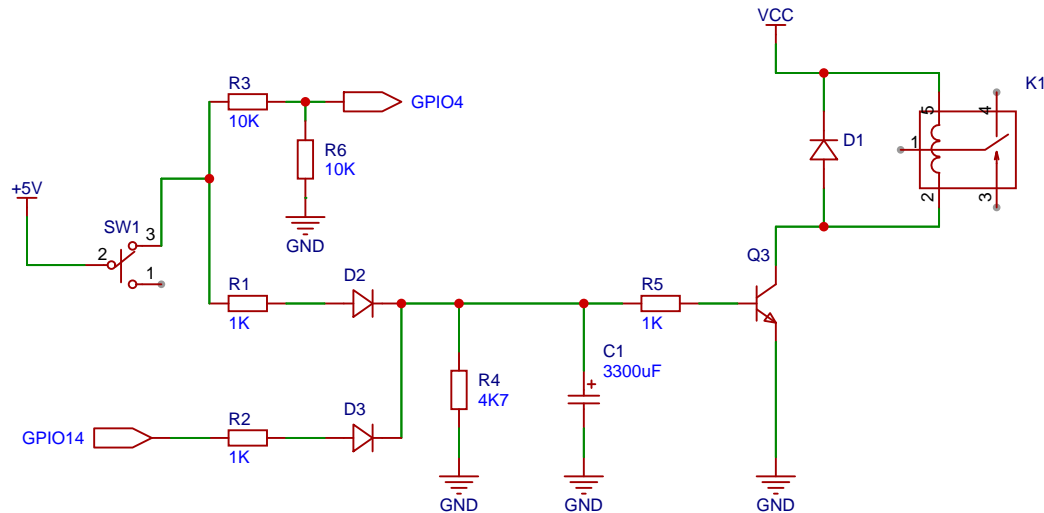 VCC
K1
5
4
1
2
3
D1
R3
10K
GPIO4
R6
10K
GND
+5V
SW1
2
3
1
R1
1K
D2
R5
1K
Q3
C1
+
3300uF
R4
4K7
GPIO14
R2
1K
D3
GND
GND
GND